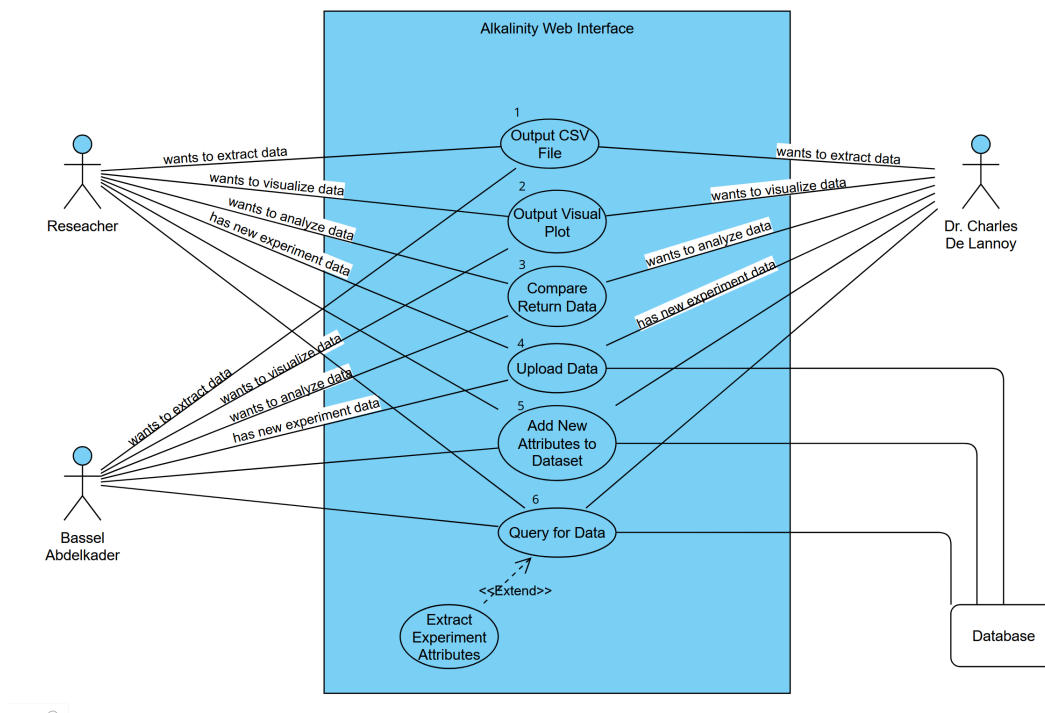 Alkalinity Web Interface
1
Output CSV
File
wants to extract data
wants to extract data
Reseacher
Dr. Charles
De Lannoy
2
Output Visual
Plot
wants to visualize data
wants to visualize data
3
Compare
Return Data
wants to analyze data
wants to analyze data
has new experiment data
has new experiment data
4
Upload Data
wants to extract data
wants to visualize data
wants to analyze data
has new experiment data
5
Add New
Attributes to
Dataset
6
Query for Data
Bassel
Abdelkader
<<Extend>>
Extract
Experiment
Attributes
Database